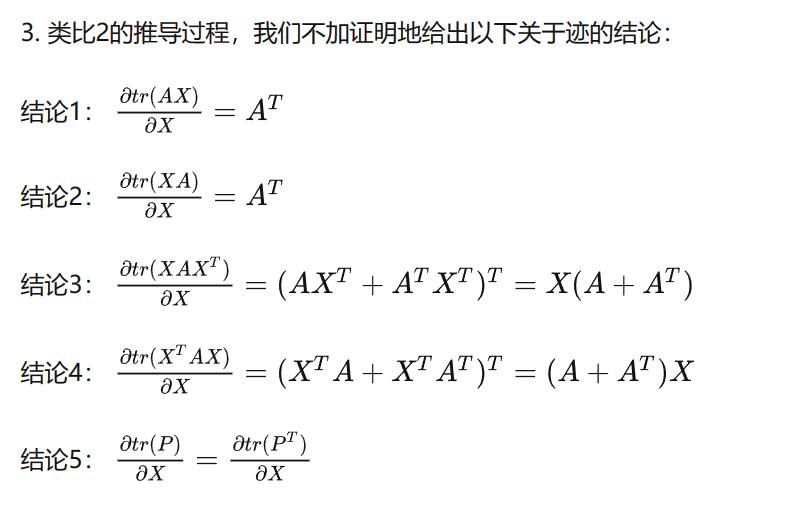 3. 类比2的推导过程，我们不加证明地给出以下关于迹的结论：
结论1： $\frac{\partial tr(AX)}{\partial X} = A^T$
结论2： $\frac{\partial tr(XA)}{\partial X} = A^T$
结论3： $\frac{\partial tr(XAX^T)}{\partial X} = (AX^T + A^T X^T)^T = X(A + A^T)$
结论4： $\frac{\partial tr(X^T AX)}{\partial X} = (X^T A + X^T A^T)^T = (A + A^T)X$
结论5： $\frac{\partial tr(P)}{\partial X} = \frac{\partial tr(P^T)}{\partial X}$